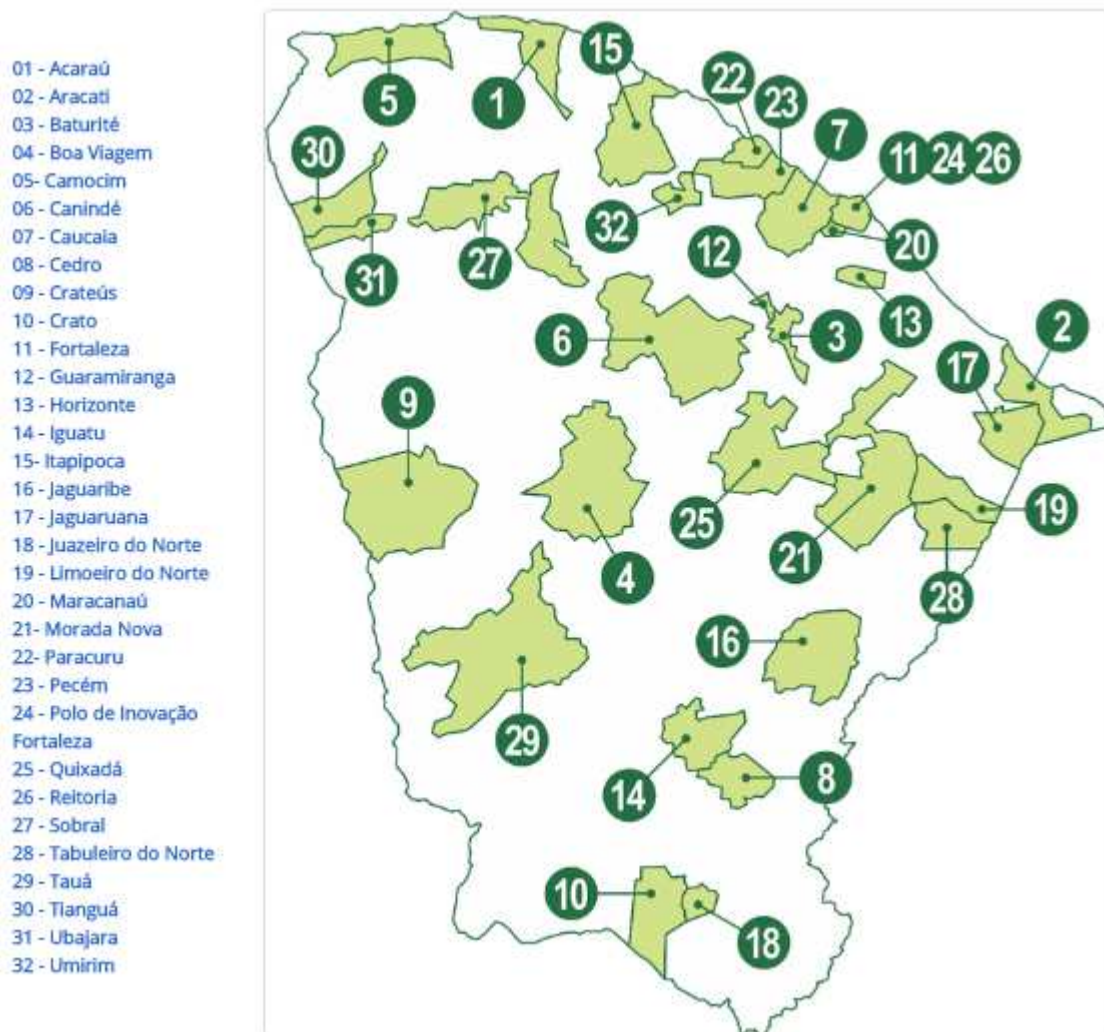 01 - Acaraú
02 - Aracati
03 - Baturité
04 - Boa Viagem
05- Camocim
06 - Canindé
07 - Caucaia
08 - Cedro
09 - Crateús
10 - Crato
11 - Fortaleza
12 - Guaramiranga
13 - Horizonte
14 - Iguatu
15- Itapipoca
16 - Jaguaribe
17 - Jaguaruana
18 - Juazeiro do Norte
19 - Limoeiro do Norte
20 - Maracanaú
21- Morada Nova
22- Paracuru
23 - Pecém
24 - Polo de Inovação
Fortaleza
25 - Quixadá
26 - Reitoria
27 - Sobral
28 - Tabuleiro do Norte
29 - Tauá
30 - Tianguá
31 - Ubajara
32 - Umirim
15
22
5
1
23
7
30
11 24 26
32
20
31
27
12
13
6
3
2
17
9
25
19
21
4
28
16
29
14
8
10
18